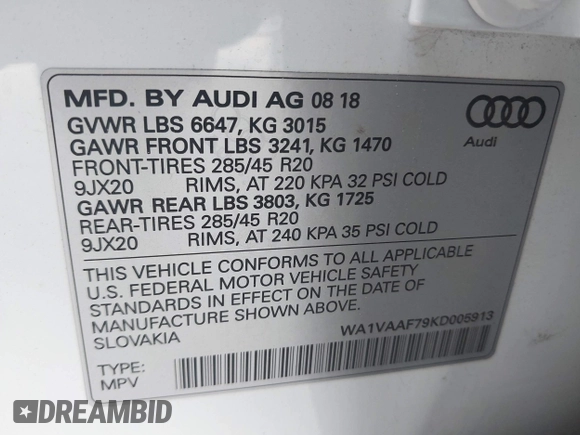 MFD. BY AUDI AG 08 18
GVWR LBS 6647, KG 3015
GAWR FRONT LBS 3241, KG 1470
FRONT-TIRES 285/45 R20
9JX20 RIMS, AT 220 KPA 32 PSI COLD
GAWR REAR LBS 3803, KG 1725
REAR-TIRES 285/45 R20
9JX20 RIMS, AT 240 KPA 35 PSI COLD
Audi
THIS VEHICLE CONFORMS TO ALL APPLICABLE
U.S. FEDERAL MOTOR VEHICLE SAFETY
STANDARDS IN EFFECT ON THE DATE OF
MANUFACTURE SHOWN ABOVE.
SLOVAKIA
WA1VAAF79KD005913
TYPE:
MPV
DREAMBID